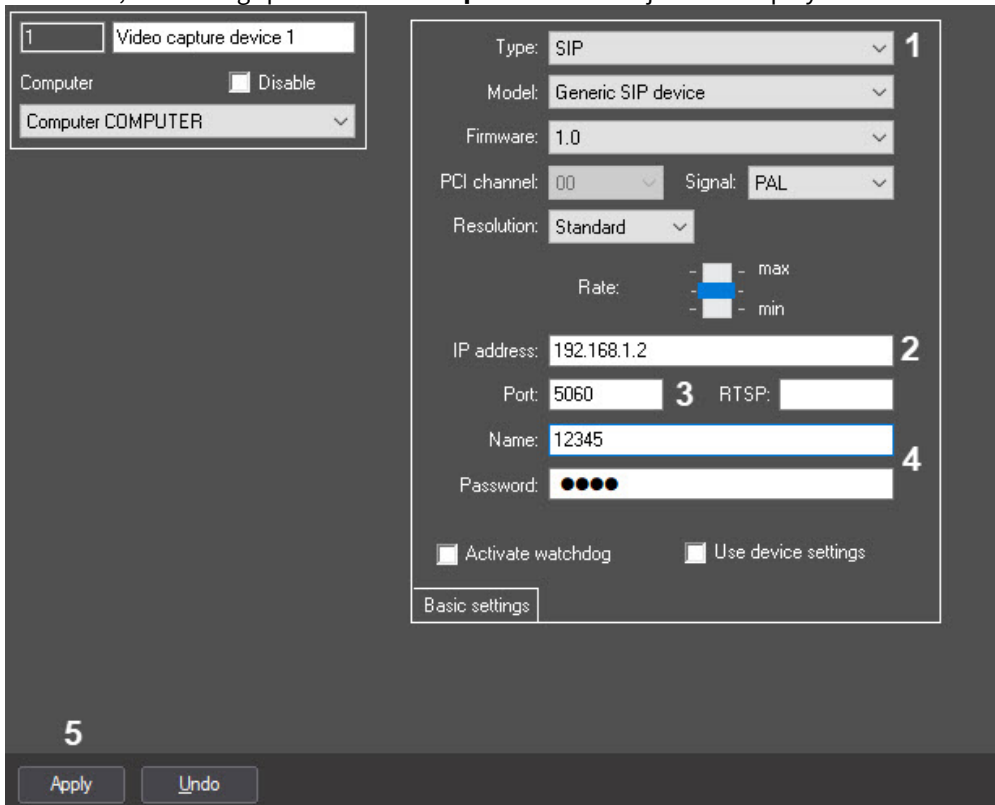 1 Video capture device 1
Computer Disable
Computer COMPUTER
Type: SIP 1
Model: Generic SIP device
Firmware: 1.0
PCI channel: 00 Signal: PAL
Resolution: Standard
max
Rate:
min
IP address: 192.168.1.2 2
Port: 5060 3 RTSP:
Name: 12345
4
Password: ●●●●
Activate watchdog Use device settings
Basic settings
5
Apply Undo